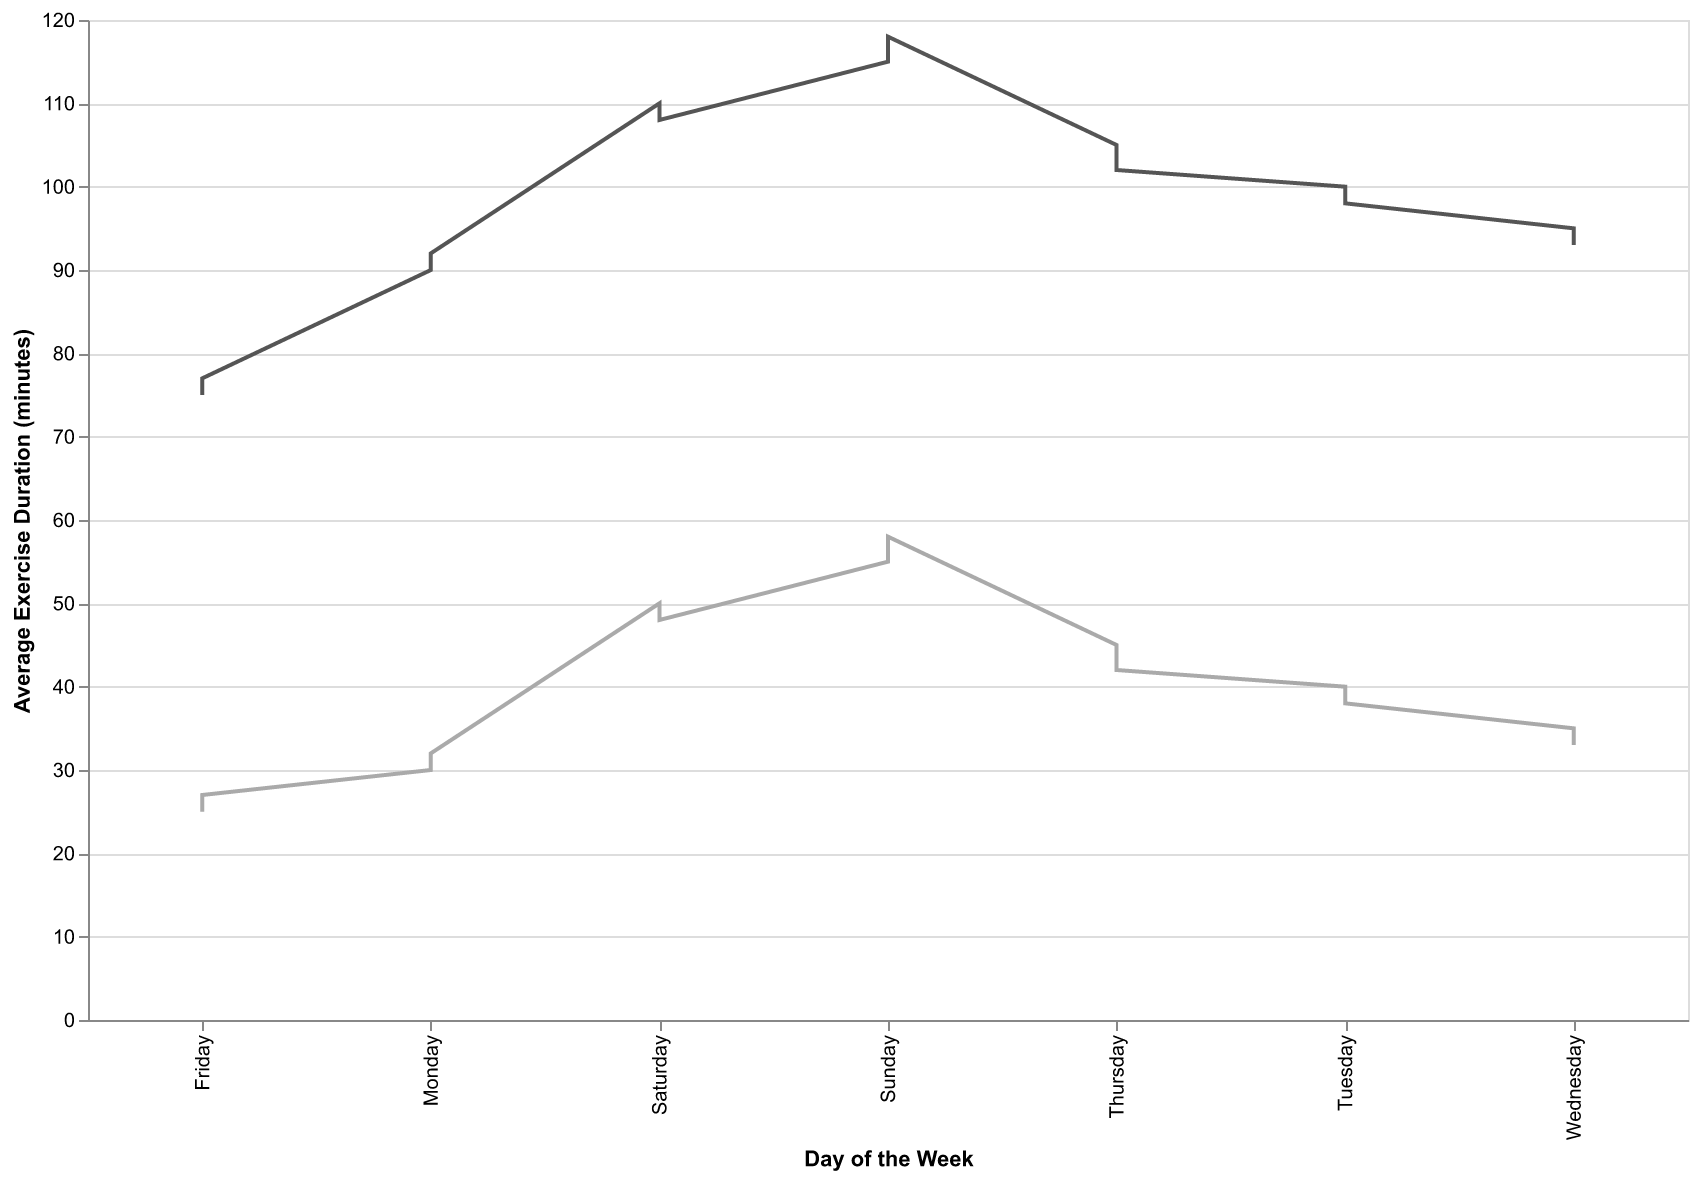 120
110
100
90
80
70
60
50
40
30
20
10
0
Average Exercise Duration (minutes)
Friday
Monday
Saturday
Sunday
Thursday
Tuesday
Wednesday
Day of the Week